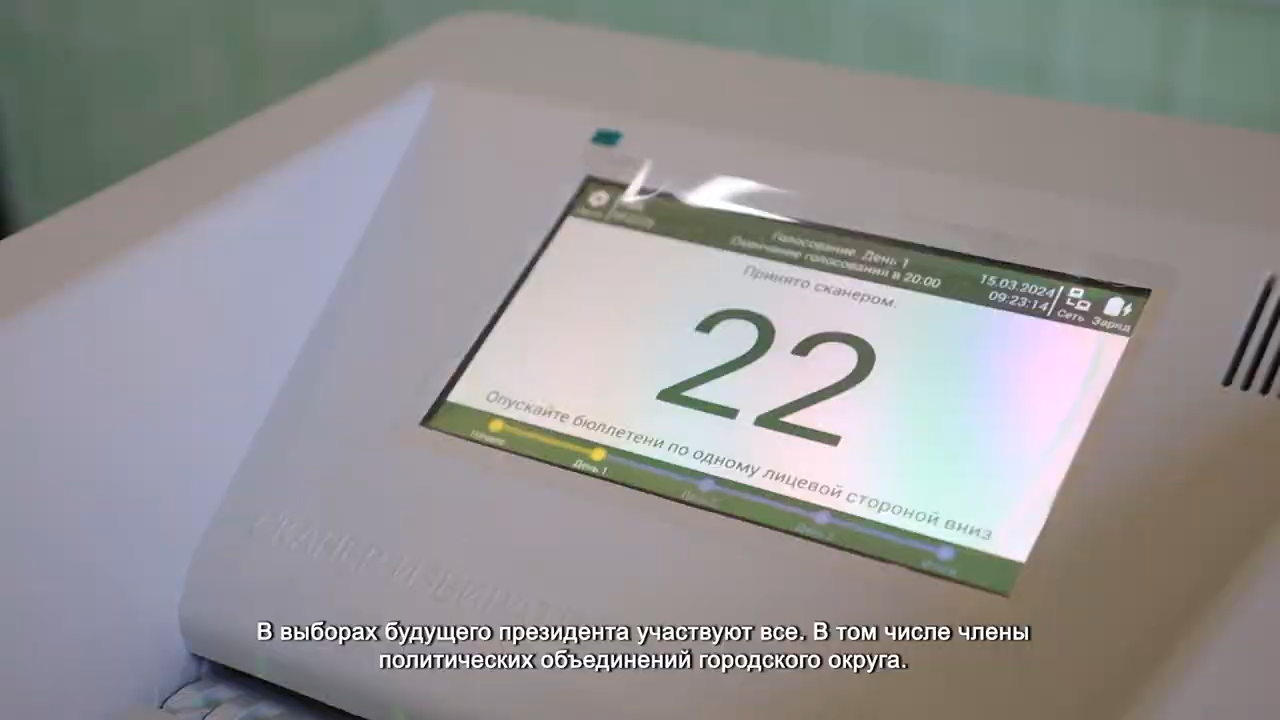 Голосование. День 1
Окончание голосования в 20:00
15.03.2024
09:23:14
Сеть
Заряд
Принято сканером:
22
Опускайте бюллетени по одному лицевой стороной вниз
День 1
В выборах будущего президента участвуют все. В том числе члены
политических объединений городского округа.